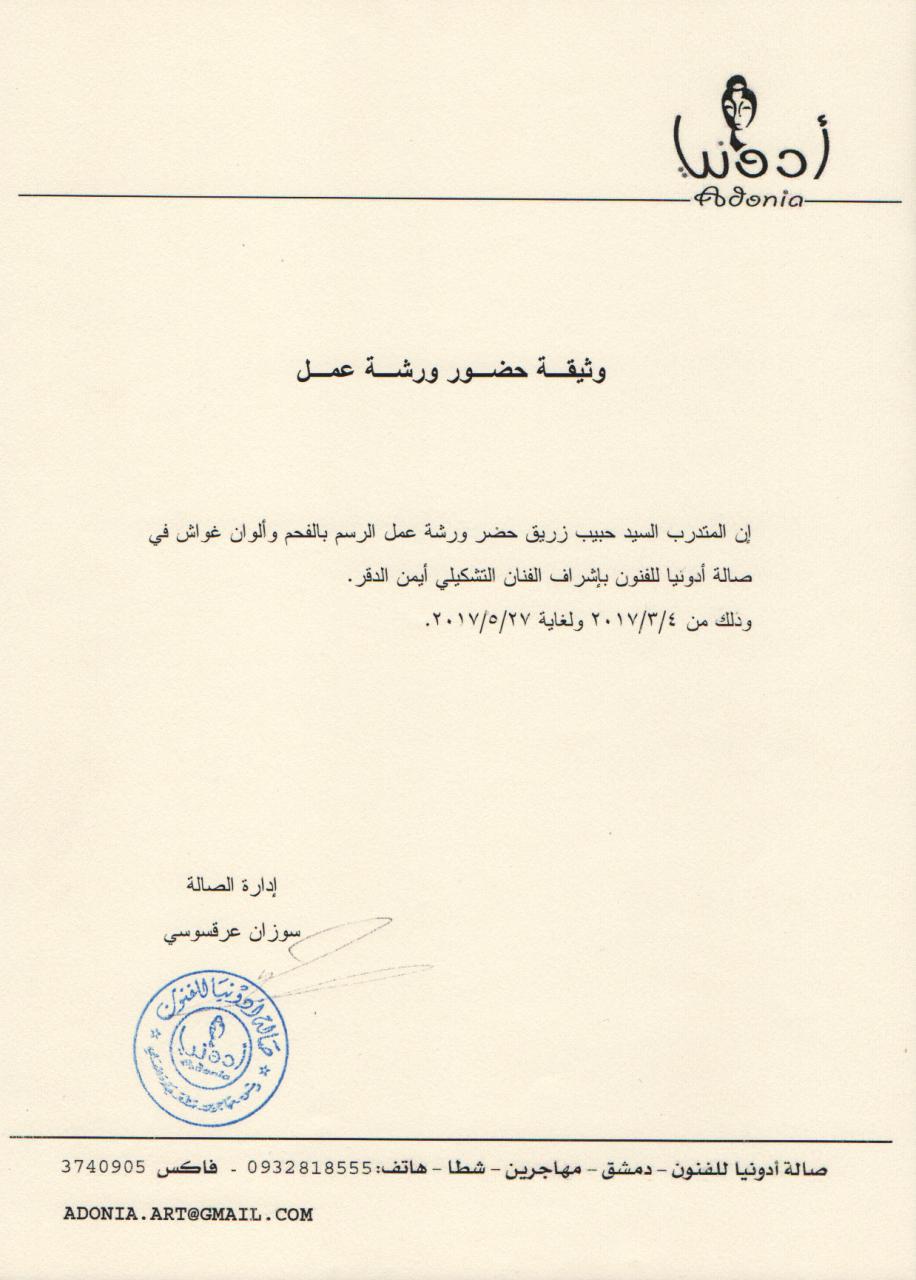 أدونيا
Adonia
وثيقـــة حضـــور ورشـــة عمـــل
إن المتدرب السيد حبيب زريق حضر ورشة عمل الرسم بالفحم وألوان غواش في
صالة أدونيا للفنون بإشراف الفنان التشكيلي أيمن الدقر.
وذلك من ٢٠١٧/٣/٤ ولغاية ٢٠١٧/٥/٢٧.
إدارة الصالة
سوزان عرقسوسي
صالة أدونيا للفنون
أدونيا
Adonia
صالة أدونيا للفنون - دمشق - مهاجرين - شطا - هاتف: 0932818555 - فاكس 3740905
ADONIA.ART@GMAIL.COM